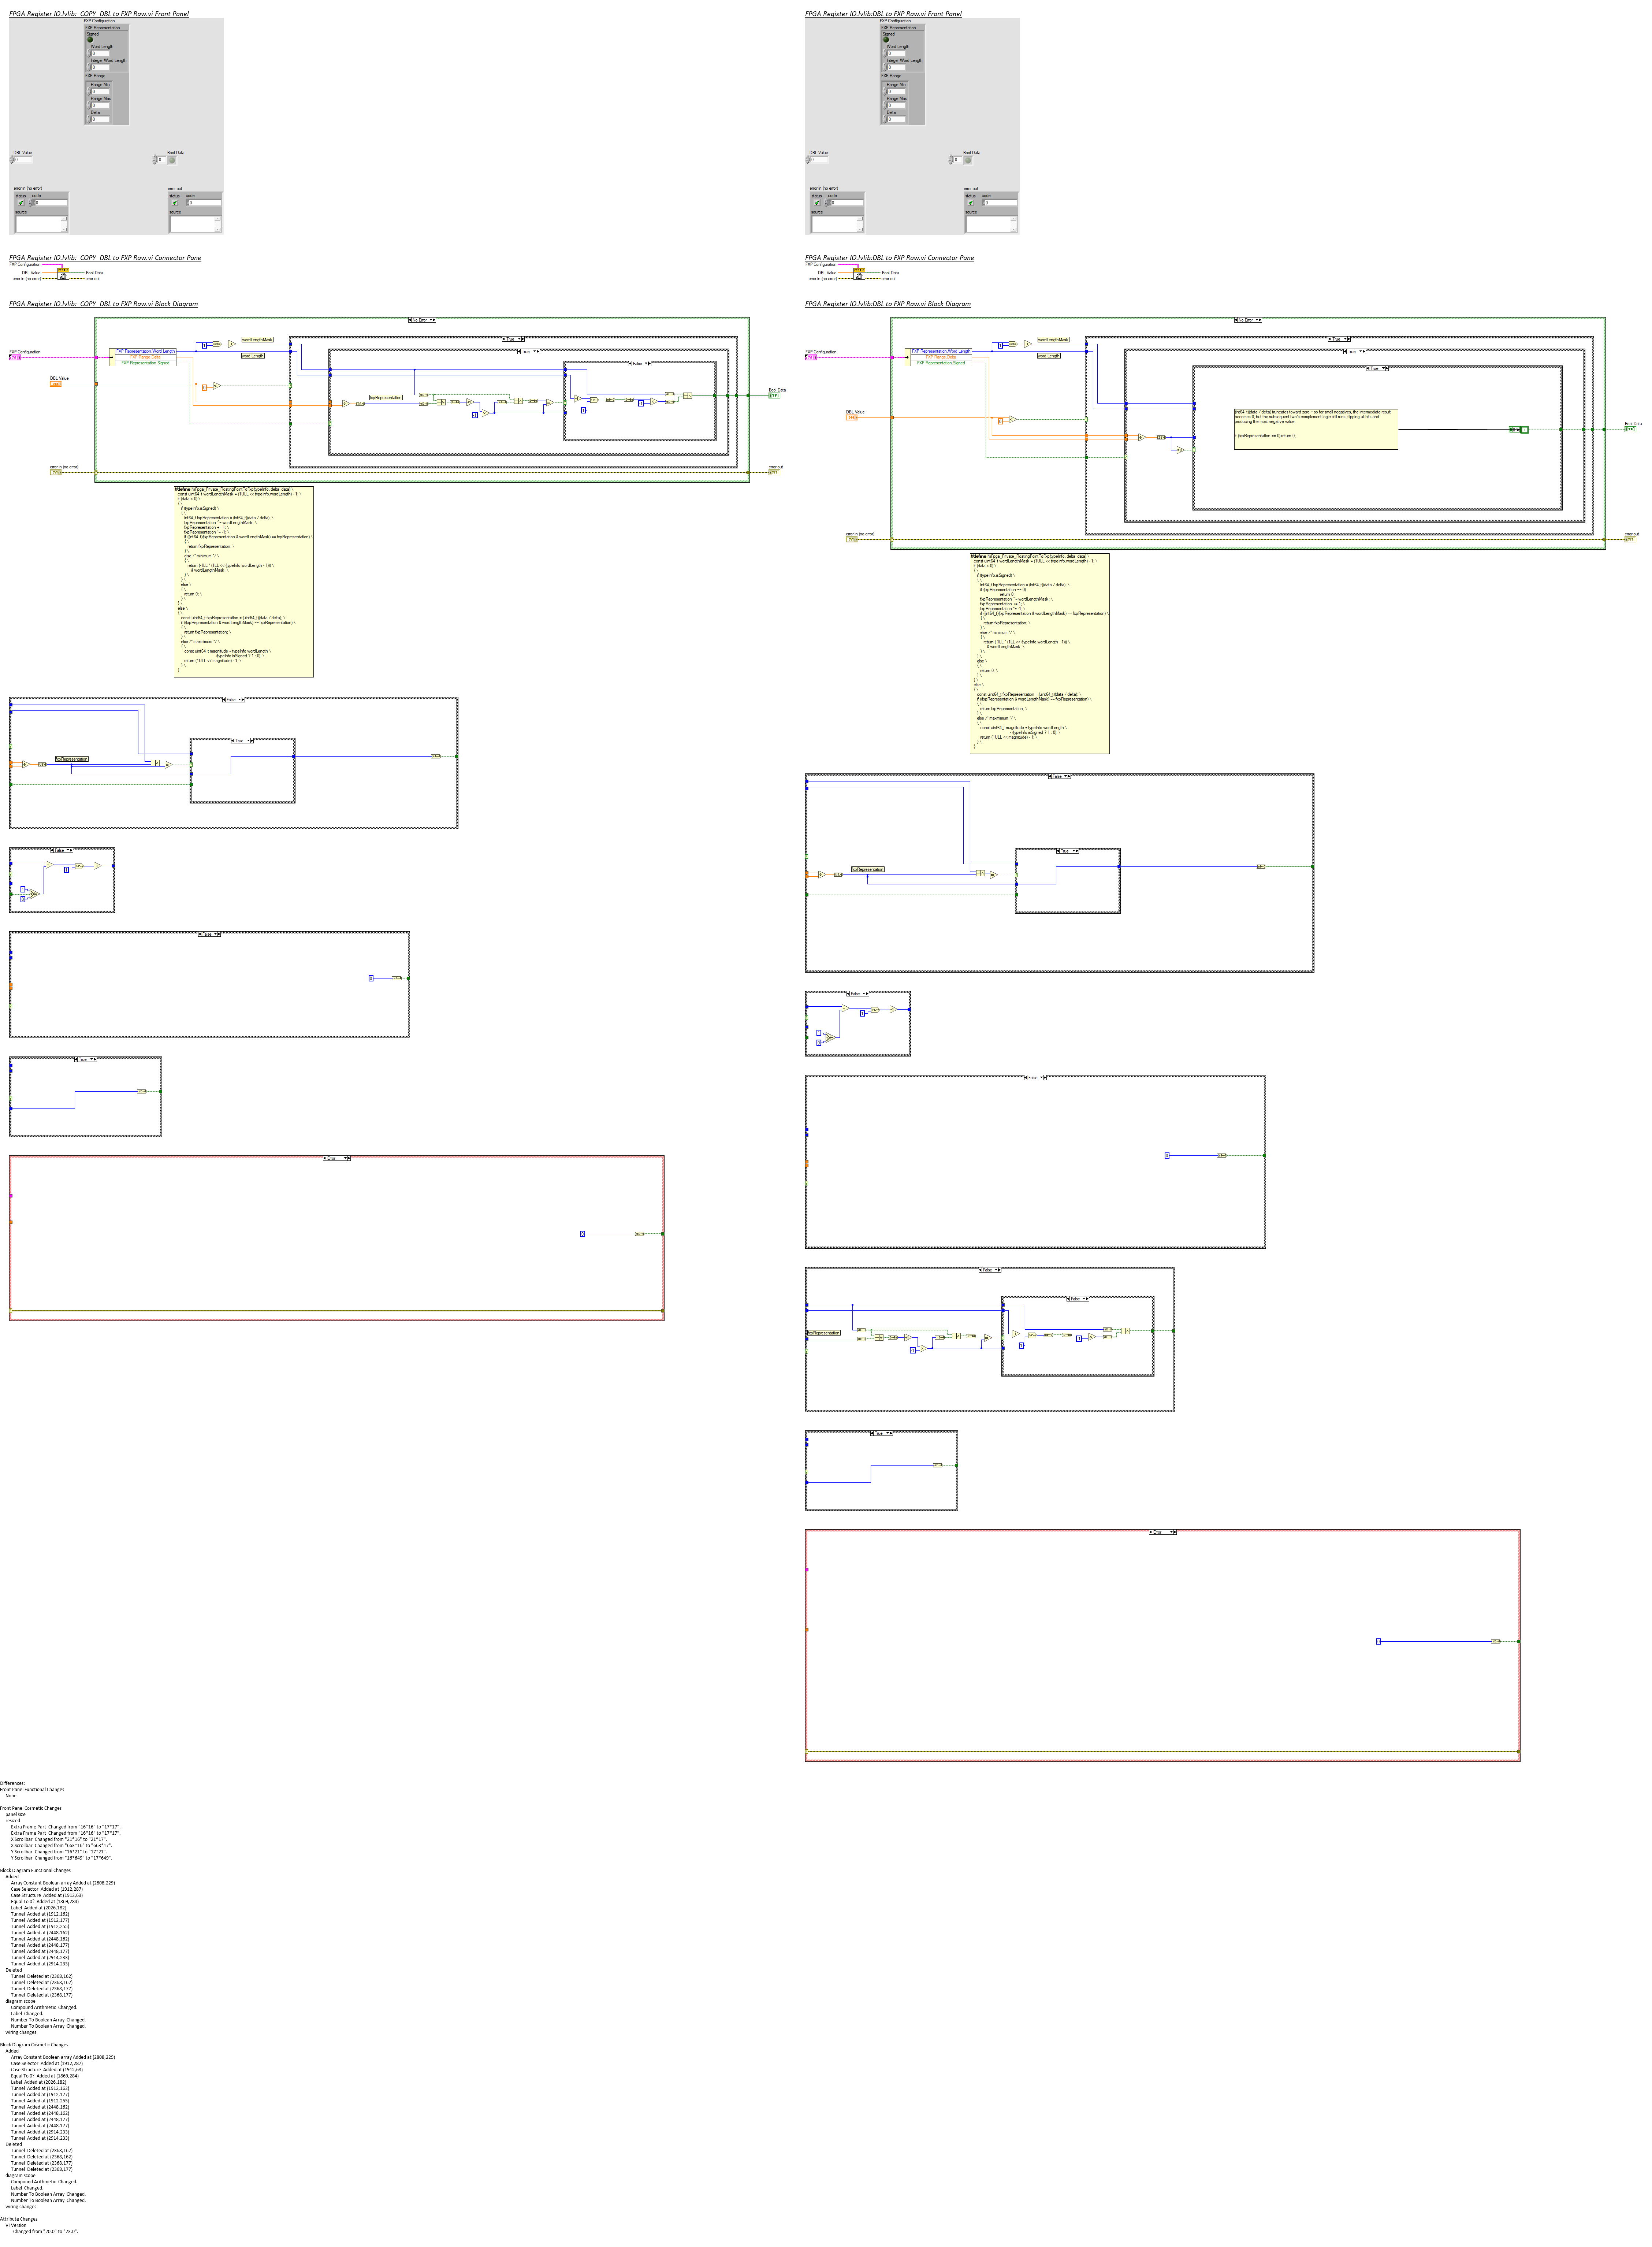 FPGA Register IO.lvlib:  COPY  DBL to FXP Raw.vi Front Panel
FXP Configuration
FXP Representation
Signed
Word Length
0
Integer Word Length
0
FXP Range
Range Min
0
Range Max
0
Delta
0
DBL Value
0
Bool Data
0
error in (no error)
status code
0
source
error out
status code
0
source
FPGA Register IO.lvlib:  COPY  DBL to FXP Raw.vi Connector Pane
FXP Configuration
DBL Value
error in (no error)
Bool Data
error out
FPGA Register IO.lvlib:  COPY  DBL to FXP Raw.vi Block Diagram
No Error
FXP Configuration
FXP Representation.Word Length
FXP Range.Delta
FXP Representation.Signed
wordLengthMask
word Length
True
True
False
DBL Value
fxpRepresentation
Bool Data
error in (no error)
error out
#define NiFpga_Private_FloatingPointToFxp(typeInfo, delta, data) \
const uint64_t wordLengthMask = (1ULL << typeInfo.wordLength) - 1; \
if (data < 0) \
{ \
if (typeInfo.isSigned) \
{ \
int64_t fxpRepresentation = (int64_t)(data / delta); \
fxpRepresentation ^= wordLengthMask; \
fxpRepresentation += 1; \
fxpRepresentation *= -1; \
if ((int64_t)(fxpRepresentation & wordLengthMask) == fxpRepresentation) \
{ \
return fxpRepresentation; \
} \
else /* minimum */ \
{ \
return (-1LL * (1LL << (typeInfo.wordLength - 1))) \
& wordLengthMask; \
} \
} \
else \
{ \
return 0; \
} \
} \
else \
{ \
const uint64_t fxpRepresentation = (uint64_t)(data / delta); \
if ((fxpRepresentation & wordLengthMask) == fxpRepresentation) \
{ \
return fxpRepresentation; \
} \
else /* maxmimum */ \
{ \
const uint64_t magnitude = typeInfo.wordLength \
- (typeInfo.isSigned ? 1 : 0); \
return (1ULL << magnitude) - 1; \
} \
}
False
fxpRepresentation
True
False
False
True
Error
FPGA Register IO.lvlib:DBL to FXP Raw.vi Front Panel
FXP Configuration
FXP Representation
Signed
Word Length
0
Integer Word Length
0
FXP Range
Range Min
0
Range Max
0
Delta
0
DBL Value
0
Bool Data
0
error in (no error)
status code
0
source
error out
status code
0
source
FPGA Register IO.lvlib:DBL to FXP Raw.vi Connector Pane
FXP Configuration
DBL Value
error in (no error)
Bool Data
error out
FPGA Register IO.lvlib:DBL to FXP Raw.vi Block Diagram
No Error
FXP Configuration
FXP Representation.Word Length
FXP Range.Delta
FXP Representation.Signed
wordLengthMask
word Length
True
True
True
DBL Value
(int64_t)(data / delta) truncates toward zero – so for small negatives, the intermediate result
becomes 0, but the subsequent two's-complement logic still runs, flipping all bits and
producing the most negative value.
if (fxpRepresentation == 0) return 0;
Bool Data
error in (no error)
error out
#define NiFpga_Private_FloatingPointToFxp(typeInfo, delta, data) \
const uint64_t wordLengthMask = (1ULL << typeInfo.wordLength) - 1; \
if (data < 0) \
{ \
if (typeInfo.isSigned) \
{ \
int64_t fxpRepresentation = (int64_t)(data / delta); \
if (fxpRepresentation == 0)
return 0;
fxpRepresentation ^= wordLengthMask; \
fxpRepresentation += 1; \
fxpRepresentation *= -1; \
if ((int64_t)(fxpRepresentation & wordLengthMask) == fxpRepresentation) \
{ \
return fxpRepresentation; \
} \
else /* minimum */ \
{ \
return (-1LL * (1LL << (typeInfo.wordLength - 1))) \
& wordLengthMask; \
} \
} \
else \
{ \
return 0; \
} \
} \
else \
{ \
const uint64_t fxpRepresentation = (uint64_t)(data / delta); \
if ((fxpRepresentation & wordLengthMask) == fxpRepresentation) \
{ \
return fxpRepresentation; \
} \
else /* maxmimum */ \
{ \
const uint64_t magnitude = typeInfo.wordLength \
- (typeInfo.isSigned ? 1 : 0); \
return (1ULL << magnitude) - 1; \
} \
}
False
fxpRepresentation
True
False
False
False
fxpRepresentation
False
True
Error
Differences:
Front Panel Functional Changes
None
Front Panel Cosmetic Changes
panel size
resized
Extra Frame Part  Changed from "16*16" to "17*17".
Extra Frame Part  Changed from "16*16" to "17*17".
X Scrollbar  Changed from "21*16" to "21*17".
X Scrollbar  Changed from "663*16" to "663*17".
Y Scrollbar  Changed from "16*21" to "17*21".
Y Scrollbar  Changed from "16*649" to "17*649".
Block Diagram Functional Changes
Added
Array Constant Boolean array Added at (2808,229)
Case Selector  Added at (1912,287)
Case Structure  Added at (1912,63)
Equal To 0?  Added at (1869,284)
Label  Added at (2026,182)
Tunnel  Added at (1912,162)
Tunnel  Added at (1912,177)
Tunnel  Added at (1912,255)
Tunnel  Added at (2448,162)
Tunnel  Added at (2448,162)
Tunnel  Added at (2448,177)
Tunnel  Added at (2448,177)
Tunnel  Added at (2914,233)
Tunnel  Added at (2914,233)
Deleted
Tunnel  Deleted at (2368,162)
Tunnel  Deleted at (2368,162)
Tunnel  Deleted at (2368,177)
Tunnel  Deleted at (2368,177)
diagram scope
Compound Arithmetic  Changed.
Label  Changed.
Number To Boolean Array  Changed.
Number To Boolean Array  Changed.
wiring changes
Block Diagram Cosmetic Changes
Added
Array Constant Boolean array Added at (2808,229)
Case Selector  Added at (1912,287)
Case Structure  Added at (1912,63)
Equal To 0?  Added at (1869,284)
Label  Added at (2026,182)
Tunnel  Added at (1912,162)
Tunnel  Added at (1912,177)
Tunnel  Added at (1912,255)
Tunnel  Added at (2448,162)
Tunnel  Added at (2448,162)
Tunnel  Added at (2448,177)
Tunnel  Added at (2448,177)
Tunnel  Added at (2914,233)
Tunnel  Added at (2914,233)
Deleted
Tunnel  Deleted at (2368,162)
Tunnel  Deleted at (2368,162)
Tunnel  Deleted at (2368,177)
Tunnel  Deleted at (2368,177)
diagram scope
Compound Arithmetic  Changed.
Label  Changed.
Number To Boolean Array  Changed.
Number To Boolean Array  Changed.
wiring changes
Attribute Changes
VI Version
Changed from "20.0" to "23.0".